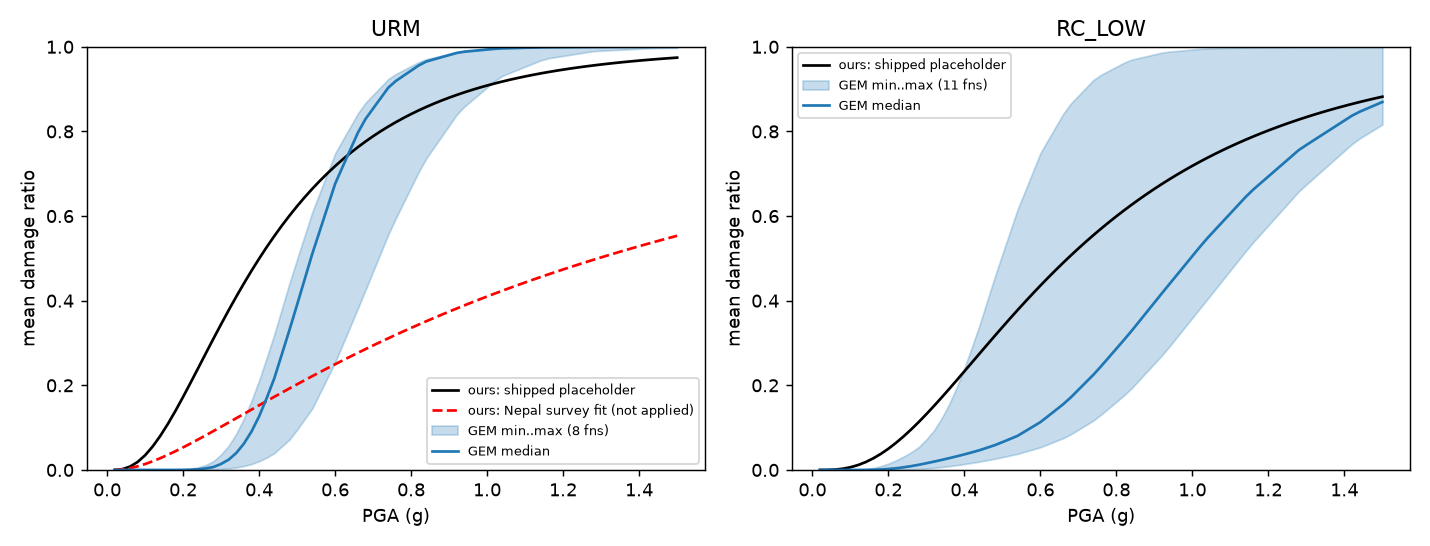 URM
1.0
0.8
0.6
0.4
0.2
0.0
mean damage ratio
0.0 0.2 0.4 0.6 0.8 1.0 1.2 1.4
PGA (g)
ours: shipped placeholder
ours: Nepal survey fit (not applied)
GEM min..max (8 fns)
GEM median
RC_LOW
1.0
0.8
0.6
0.4
0.2
0.0
mean damage ratio
0.0 0.2 0.4 0.6 0.8 1.0 1.2 1.4
PGA (g)
ours: shipped placeholder
GEM min..max (11 fns)
GEM median